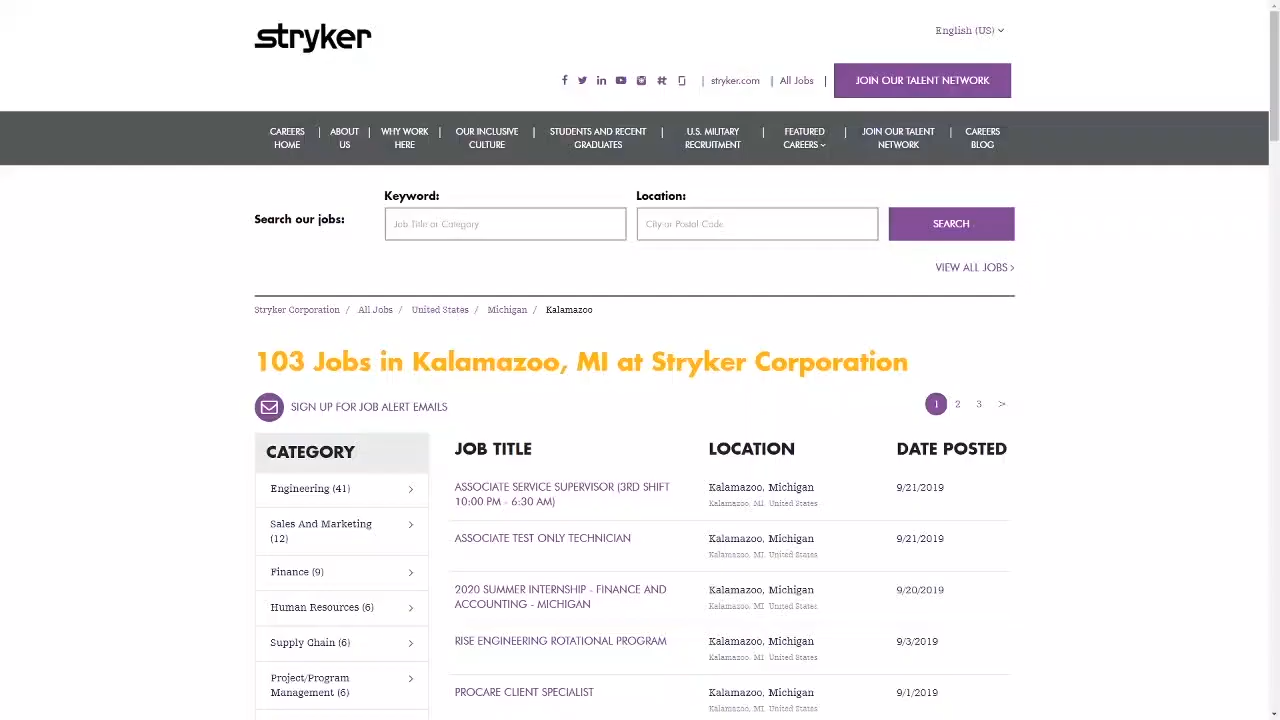 stryker
English (US)
stryker.com | All Jobs |
JOIN OUR TALENT NETWORK
CAREERS HOME | ABOUT US | WHY WORK HERE | OUR INCLUSIVE CULTURE | STUDENTS AND RECENT GRADUATES | U.S. MILITARY RECRUITMENT | FEATURED CAREERS | JOIN OUR TALENT NETWORK | CAREERS BLOG
Keyword:
Location:
Search our jobs:
Job Title or Category
City or Postal Code
SEARCH
VIEW ALL JOBS >
Stryker Corporation / All Jobs / United States / Michigan / Kalamazoo
103 Jobs in Kalamazoo, MI at Stryker Corporation
SIGN UP FOR JOB ALERT EMAILS
1 2 3 >
CATEGORY
Engineering (41)
Sales And Marketing
(12)
Finance (9)
Human Resources (6)
Supply Chain (6)
Project/Program
Management (6)
JOB TITLE LOCATION DATE POSTED
ASSOCIATE SERVICE SUPERVISOR (3RD SHIFT
10:00 PM - 6:30 AM)
Kalamazoo, Michigan
Kalamazoo, MI, United States
9/21/2019
ASSOCIATE TEST ONLY TECHNICIAN
Kalamazoo, Michigan
Kalamazoo, MI, United States
9/21/2019
2020 SUMMER INTERNSHIP - FINANCE AND
ACCOUNTING - MICHIGAN
Kalamazoo, Michigan
Kalamazoo, MI, United States
9/20/2019
RISE ENGINEERING ROTATIONAL PROGRAM
Kalamazoo, Michigan
Kalamazoo, MI, United States
9/3/2019
PROCARE CLIENT SPECIALIST
Kalamazoo, Michigan
Kalamazoo, MI, United States
9/1/2019